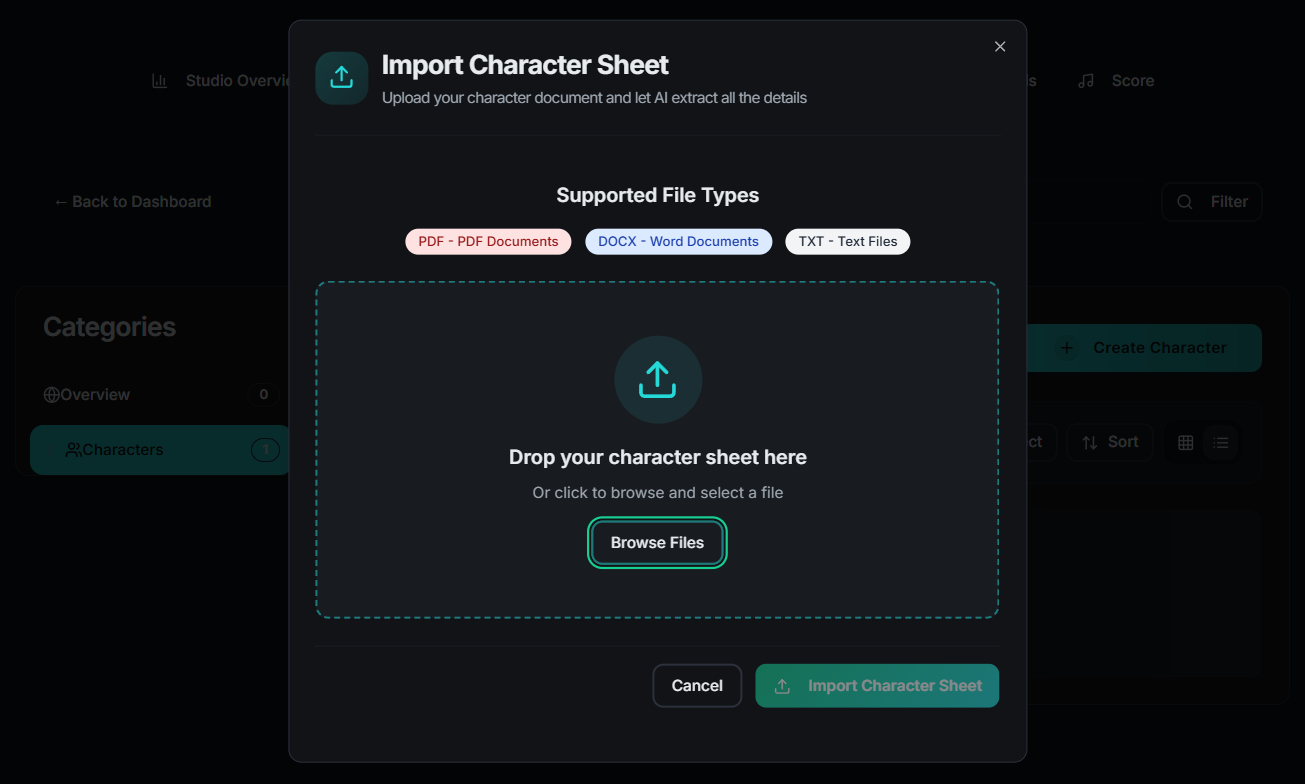 Import Character Sheet
Upload your character document and let AI extract all the details
Studio Overvie
s
Score
Supported File Types
← Back to Dashboard
Filter
PDF - PDF Documents
DOCX - Word Documents
TXT - Text Files
Categories
Create Character
Overview
0
Characters
1
ct
Sort
Drop your character sheet here
Or click to browse and select a file
Browse Files
Cancel
Import Character Sheet